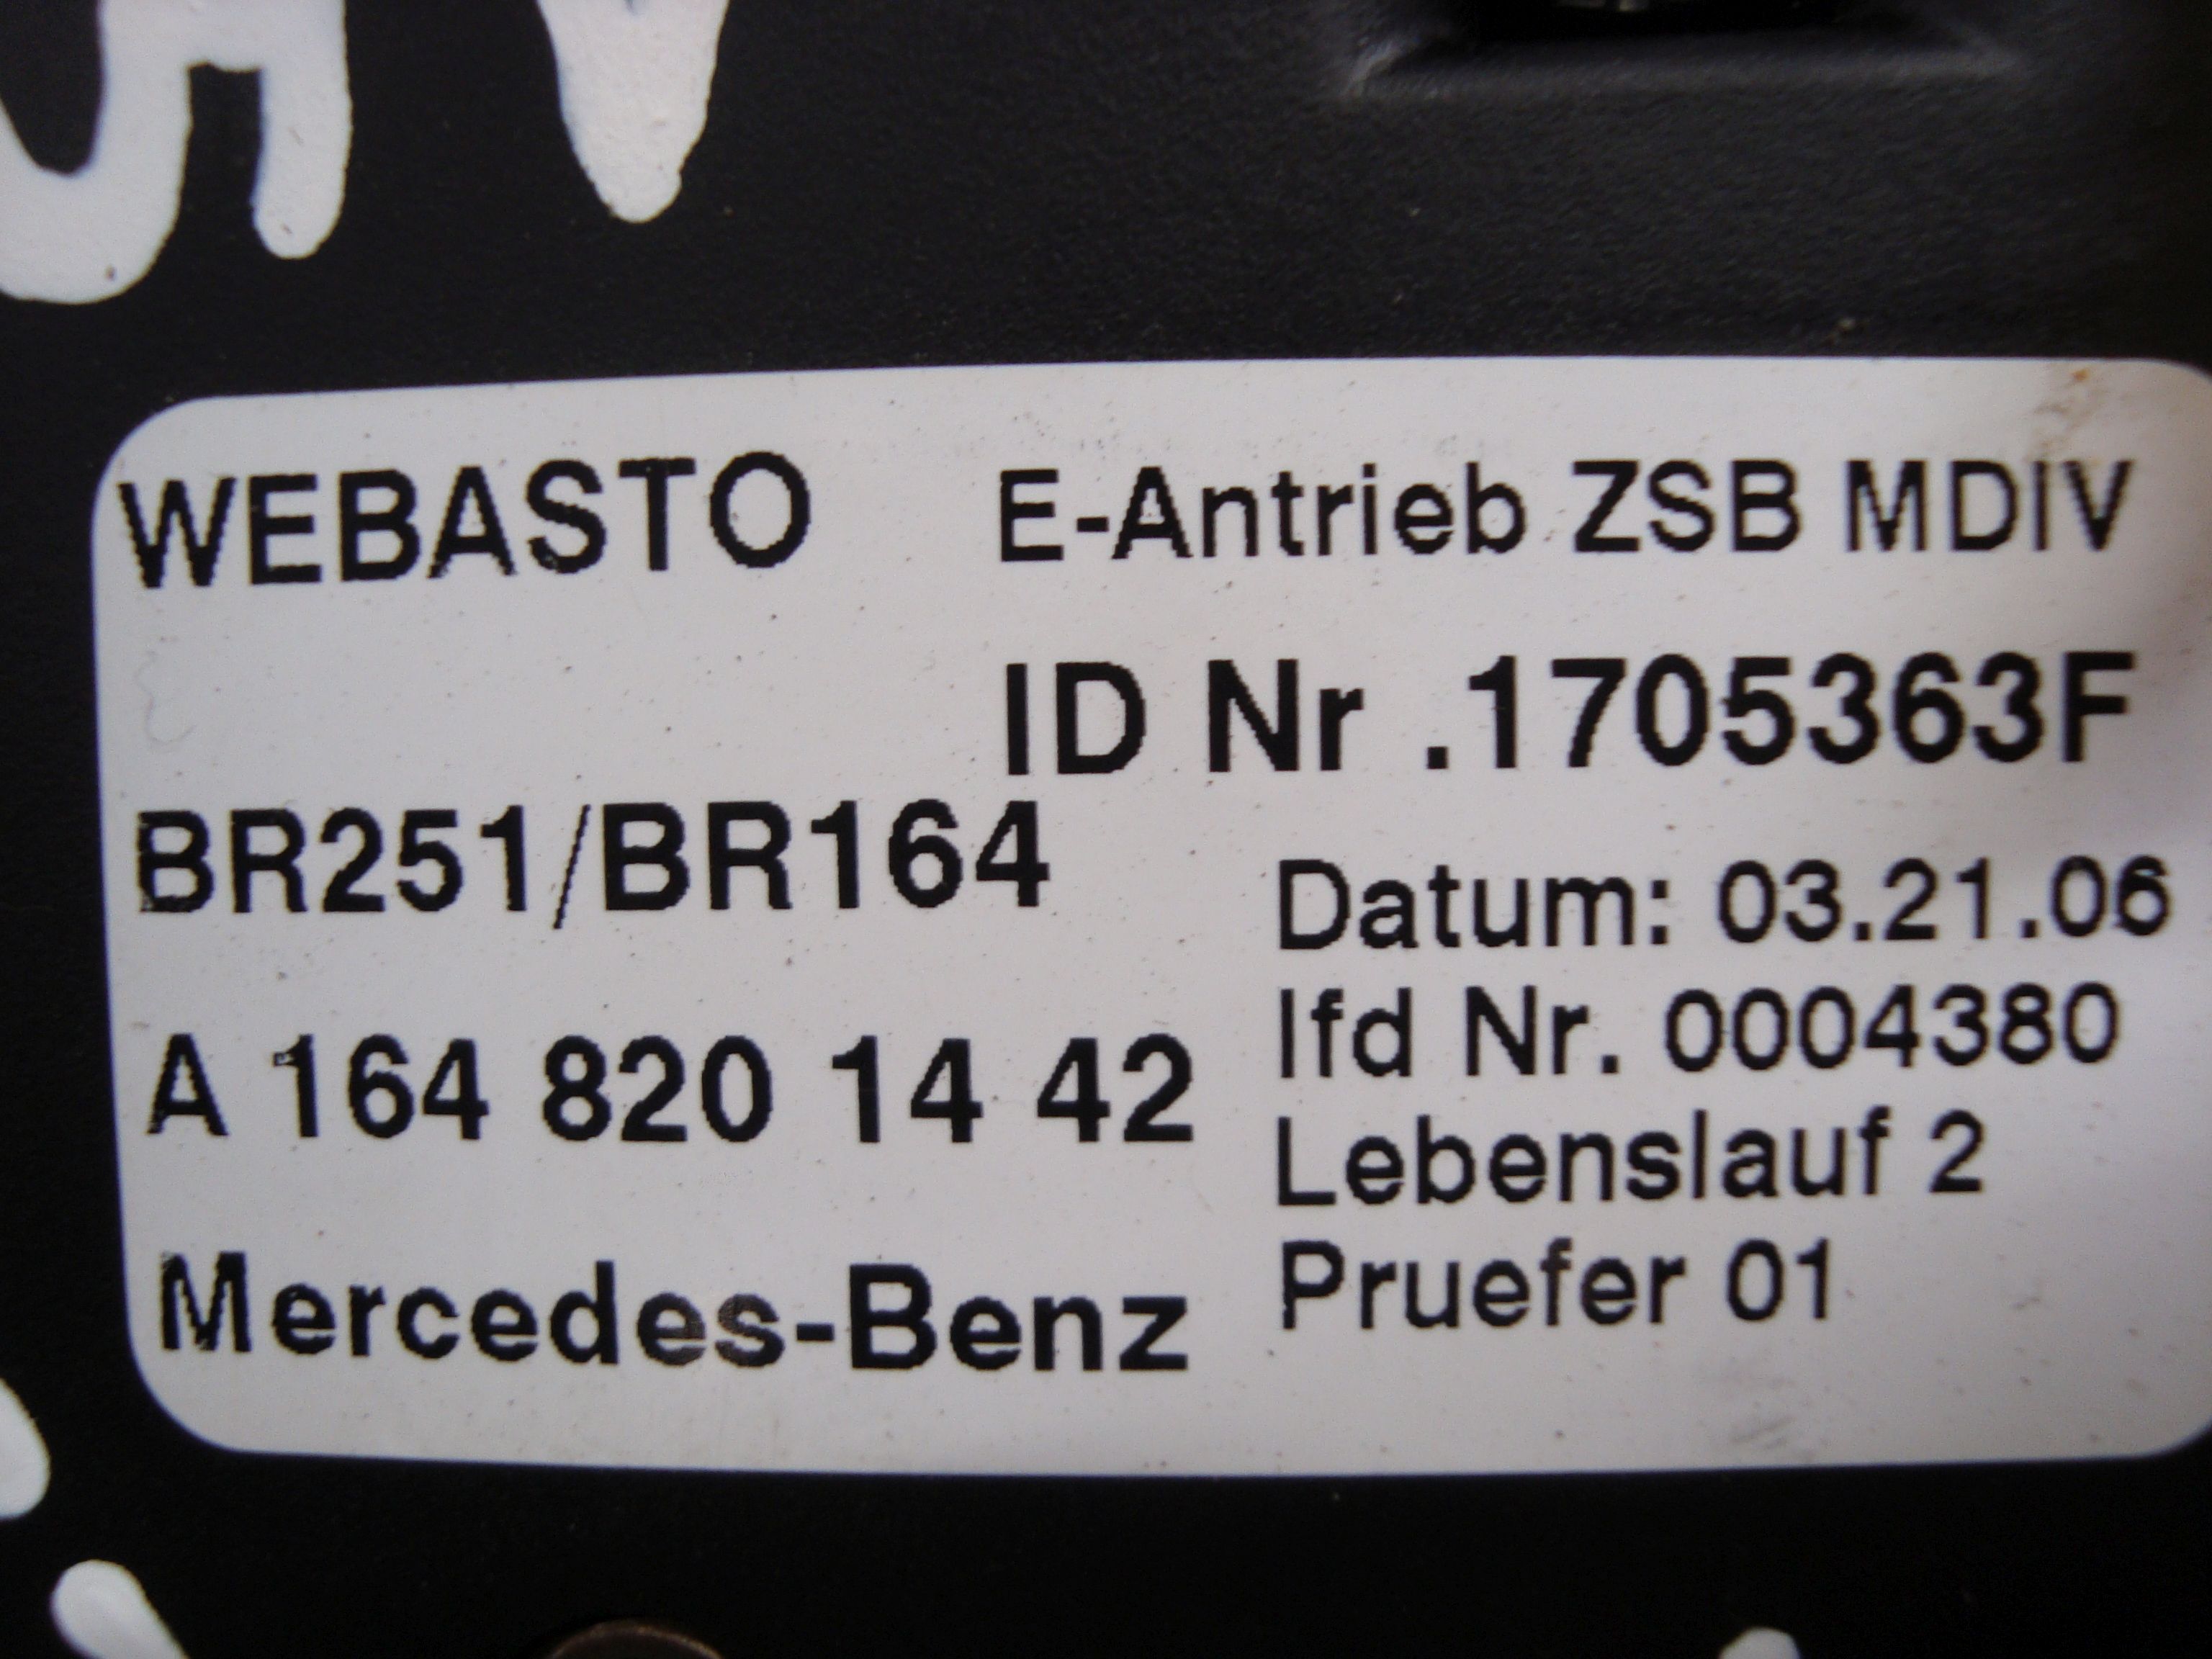 WEBASTO E-Antrieb ZSB MDIV
ID Nr .1705363F
BR251/BR164
A 164 820 14 42
Mercedes-Benz
Datum: 03.21.06
lfd Nr. 0004380
Lebenslauf 2
Pruefer 01